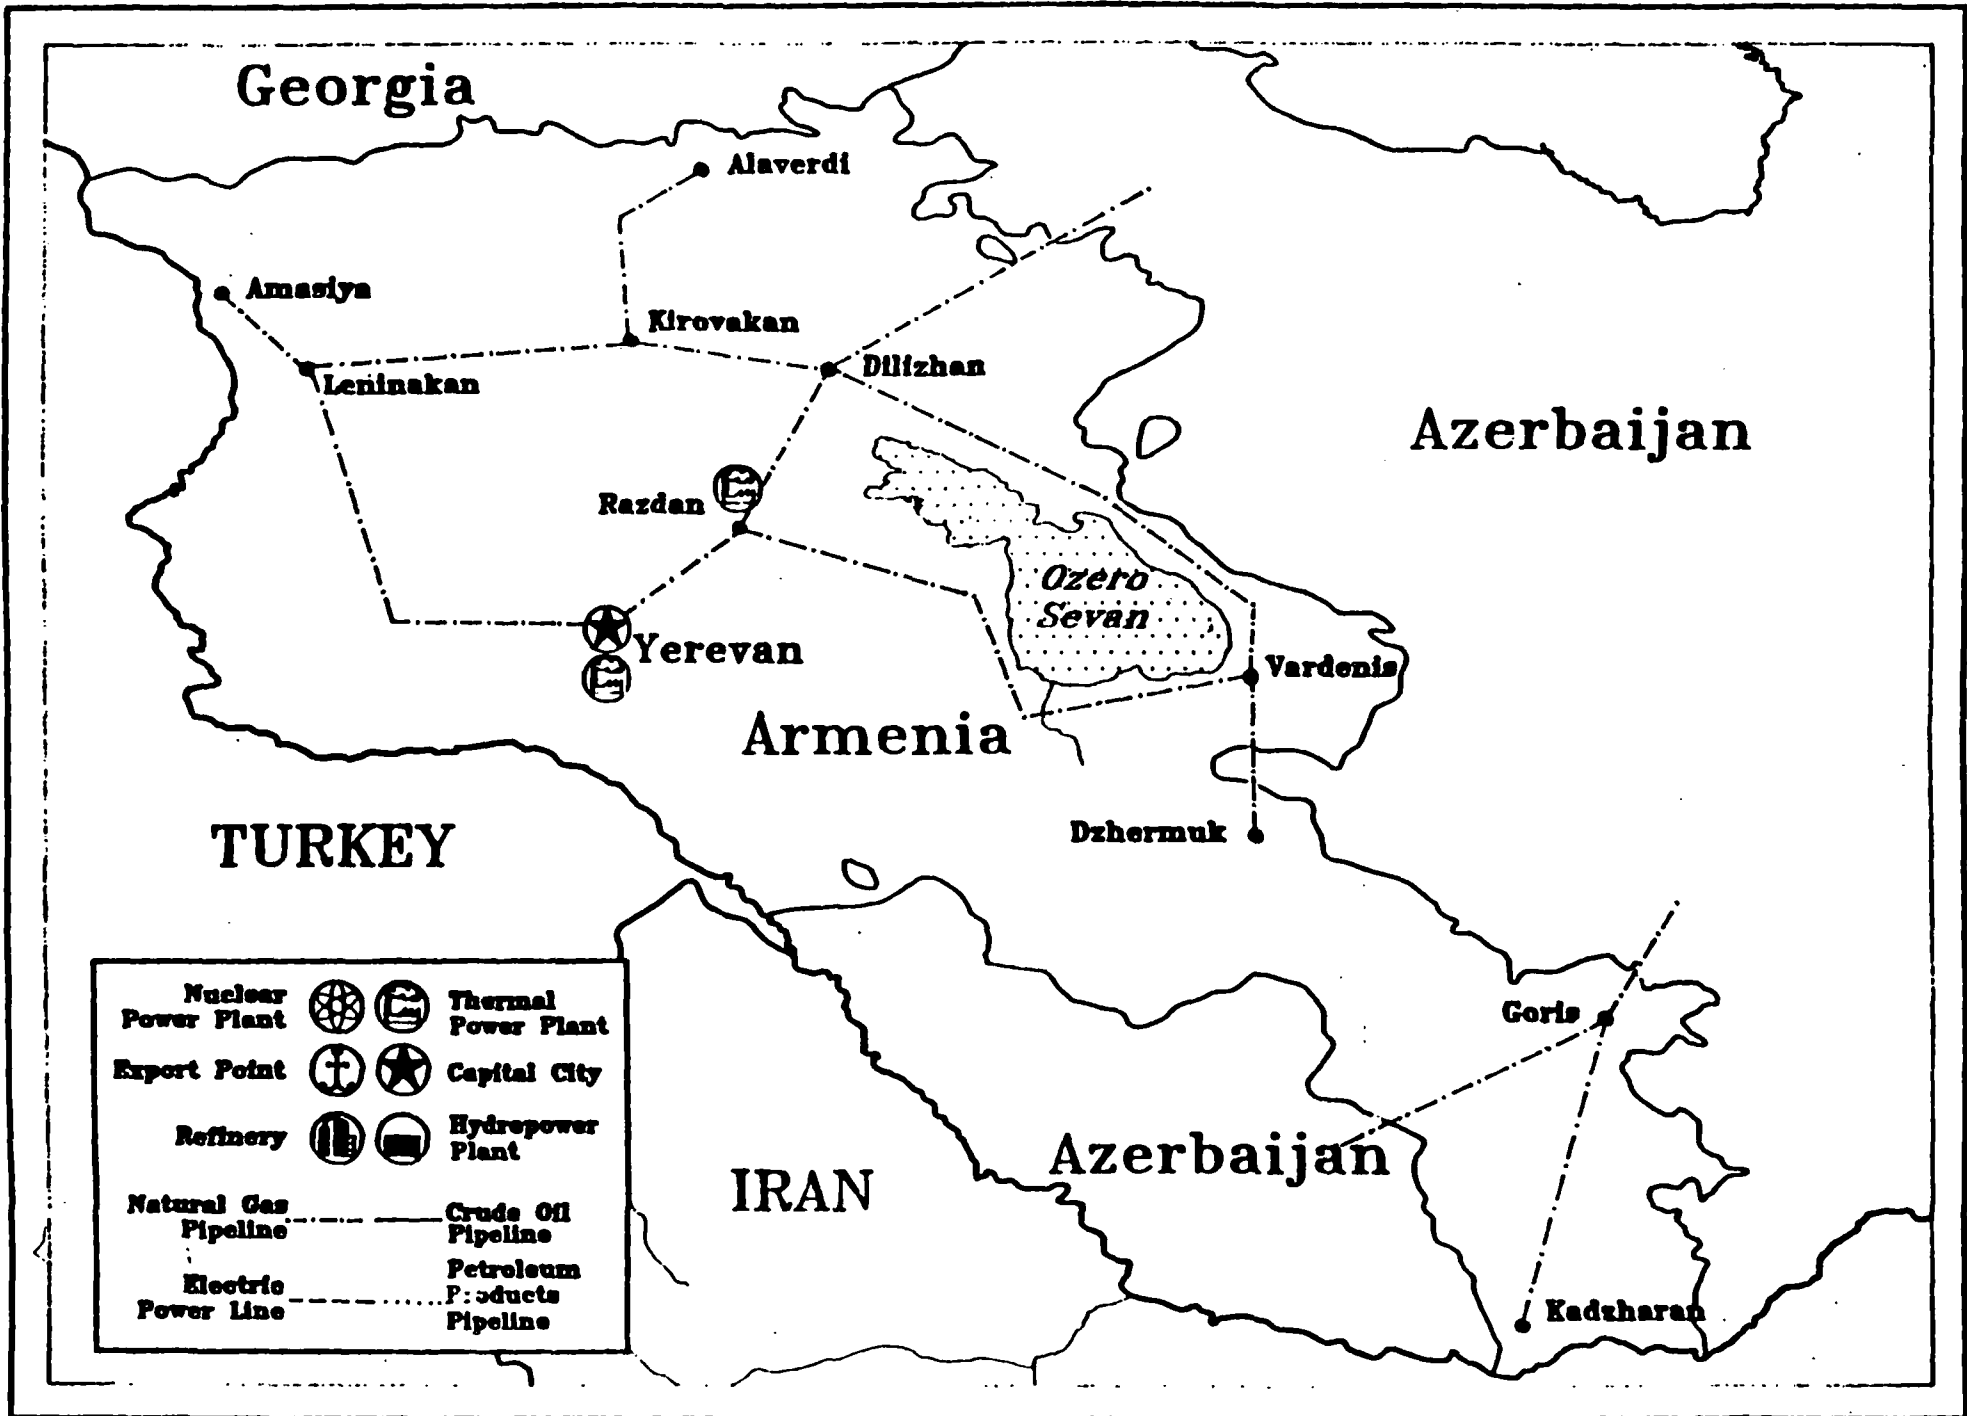 Georgia
Alaverdi
Amasiya
Kirovakan
Leninakan
Dilizhan
Azerbaijan
Razdan
Ozero
Sevan
Yerevan
Vardenis
Armenia
TURKEY
Dzhermuk
Goris
Azerbaijan
IRAN
Kadzharan
Nuclear
Power Plant
Thermal
Power Plant
Export Point
Capital City
Refinery
Hydropower
Plant
Natural Gas
Pipeline
Crude Oil
Pipeline
Electric
Power Line
Petroleum
Products
Pipeline